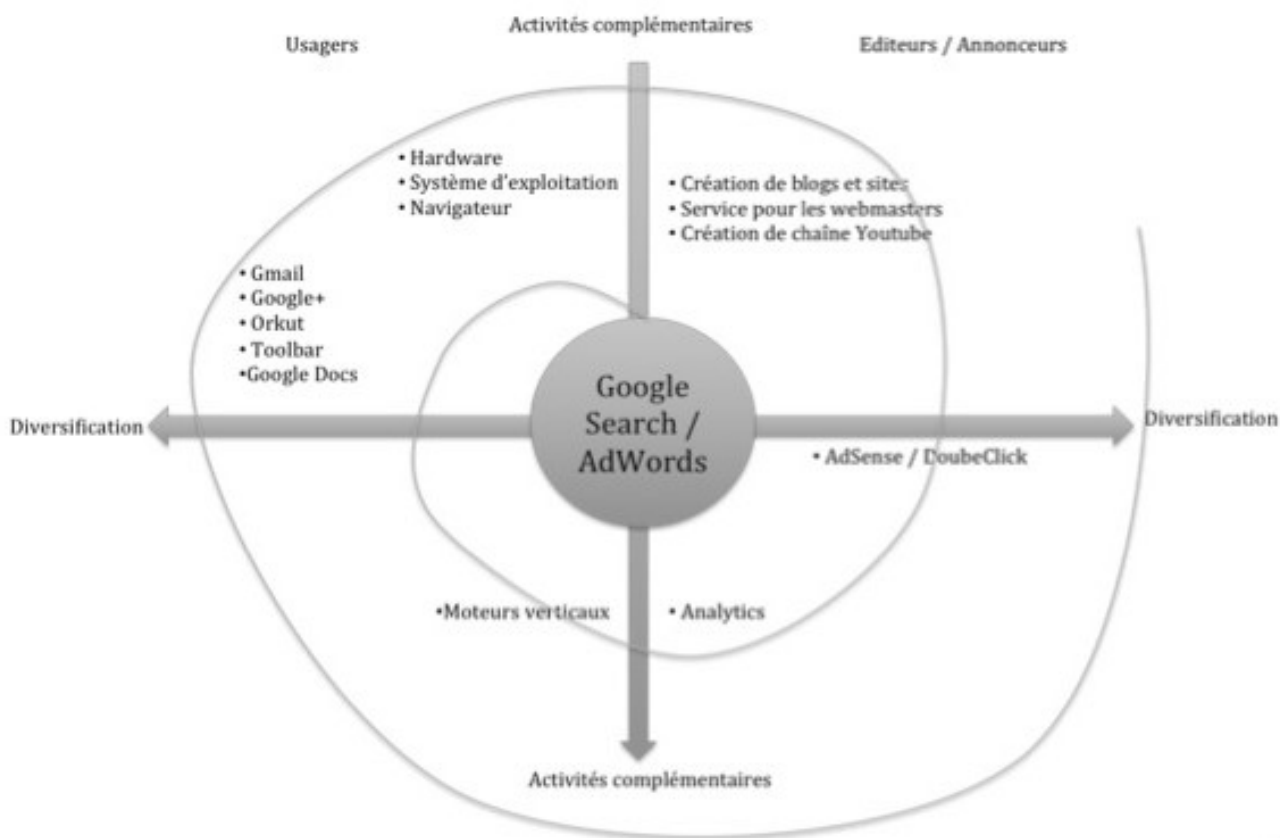 Activités complémentaires
Usagers
Editeurs / Annonceurs
• Hardware
• Système d'exploitation
• Navigateur
• Création de blogs et sites
• Service pour les webmasters
• Création de chaîne Youtube
• Gmail
• Google+
• Orkut
• Toolbar
•Google Docs
Google
Search /
AdWords
Diversification
Diversification
• AdSense / DoubeClick
•Moteurs verticaux
• Analytics
Activités complémentaires